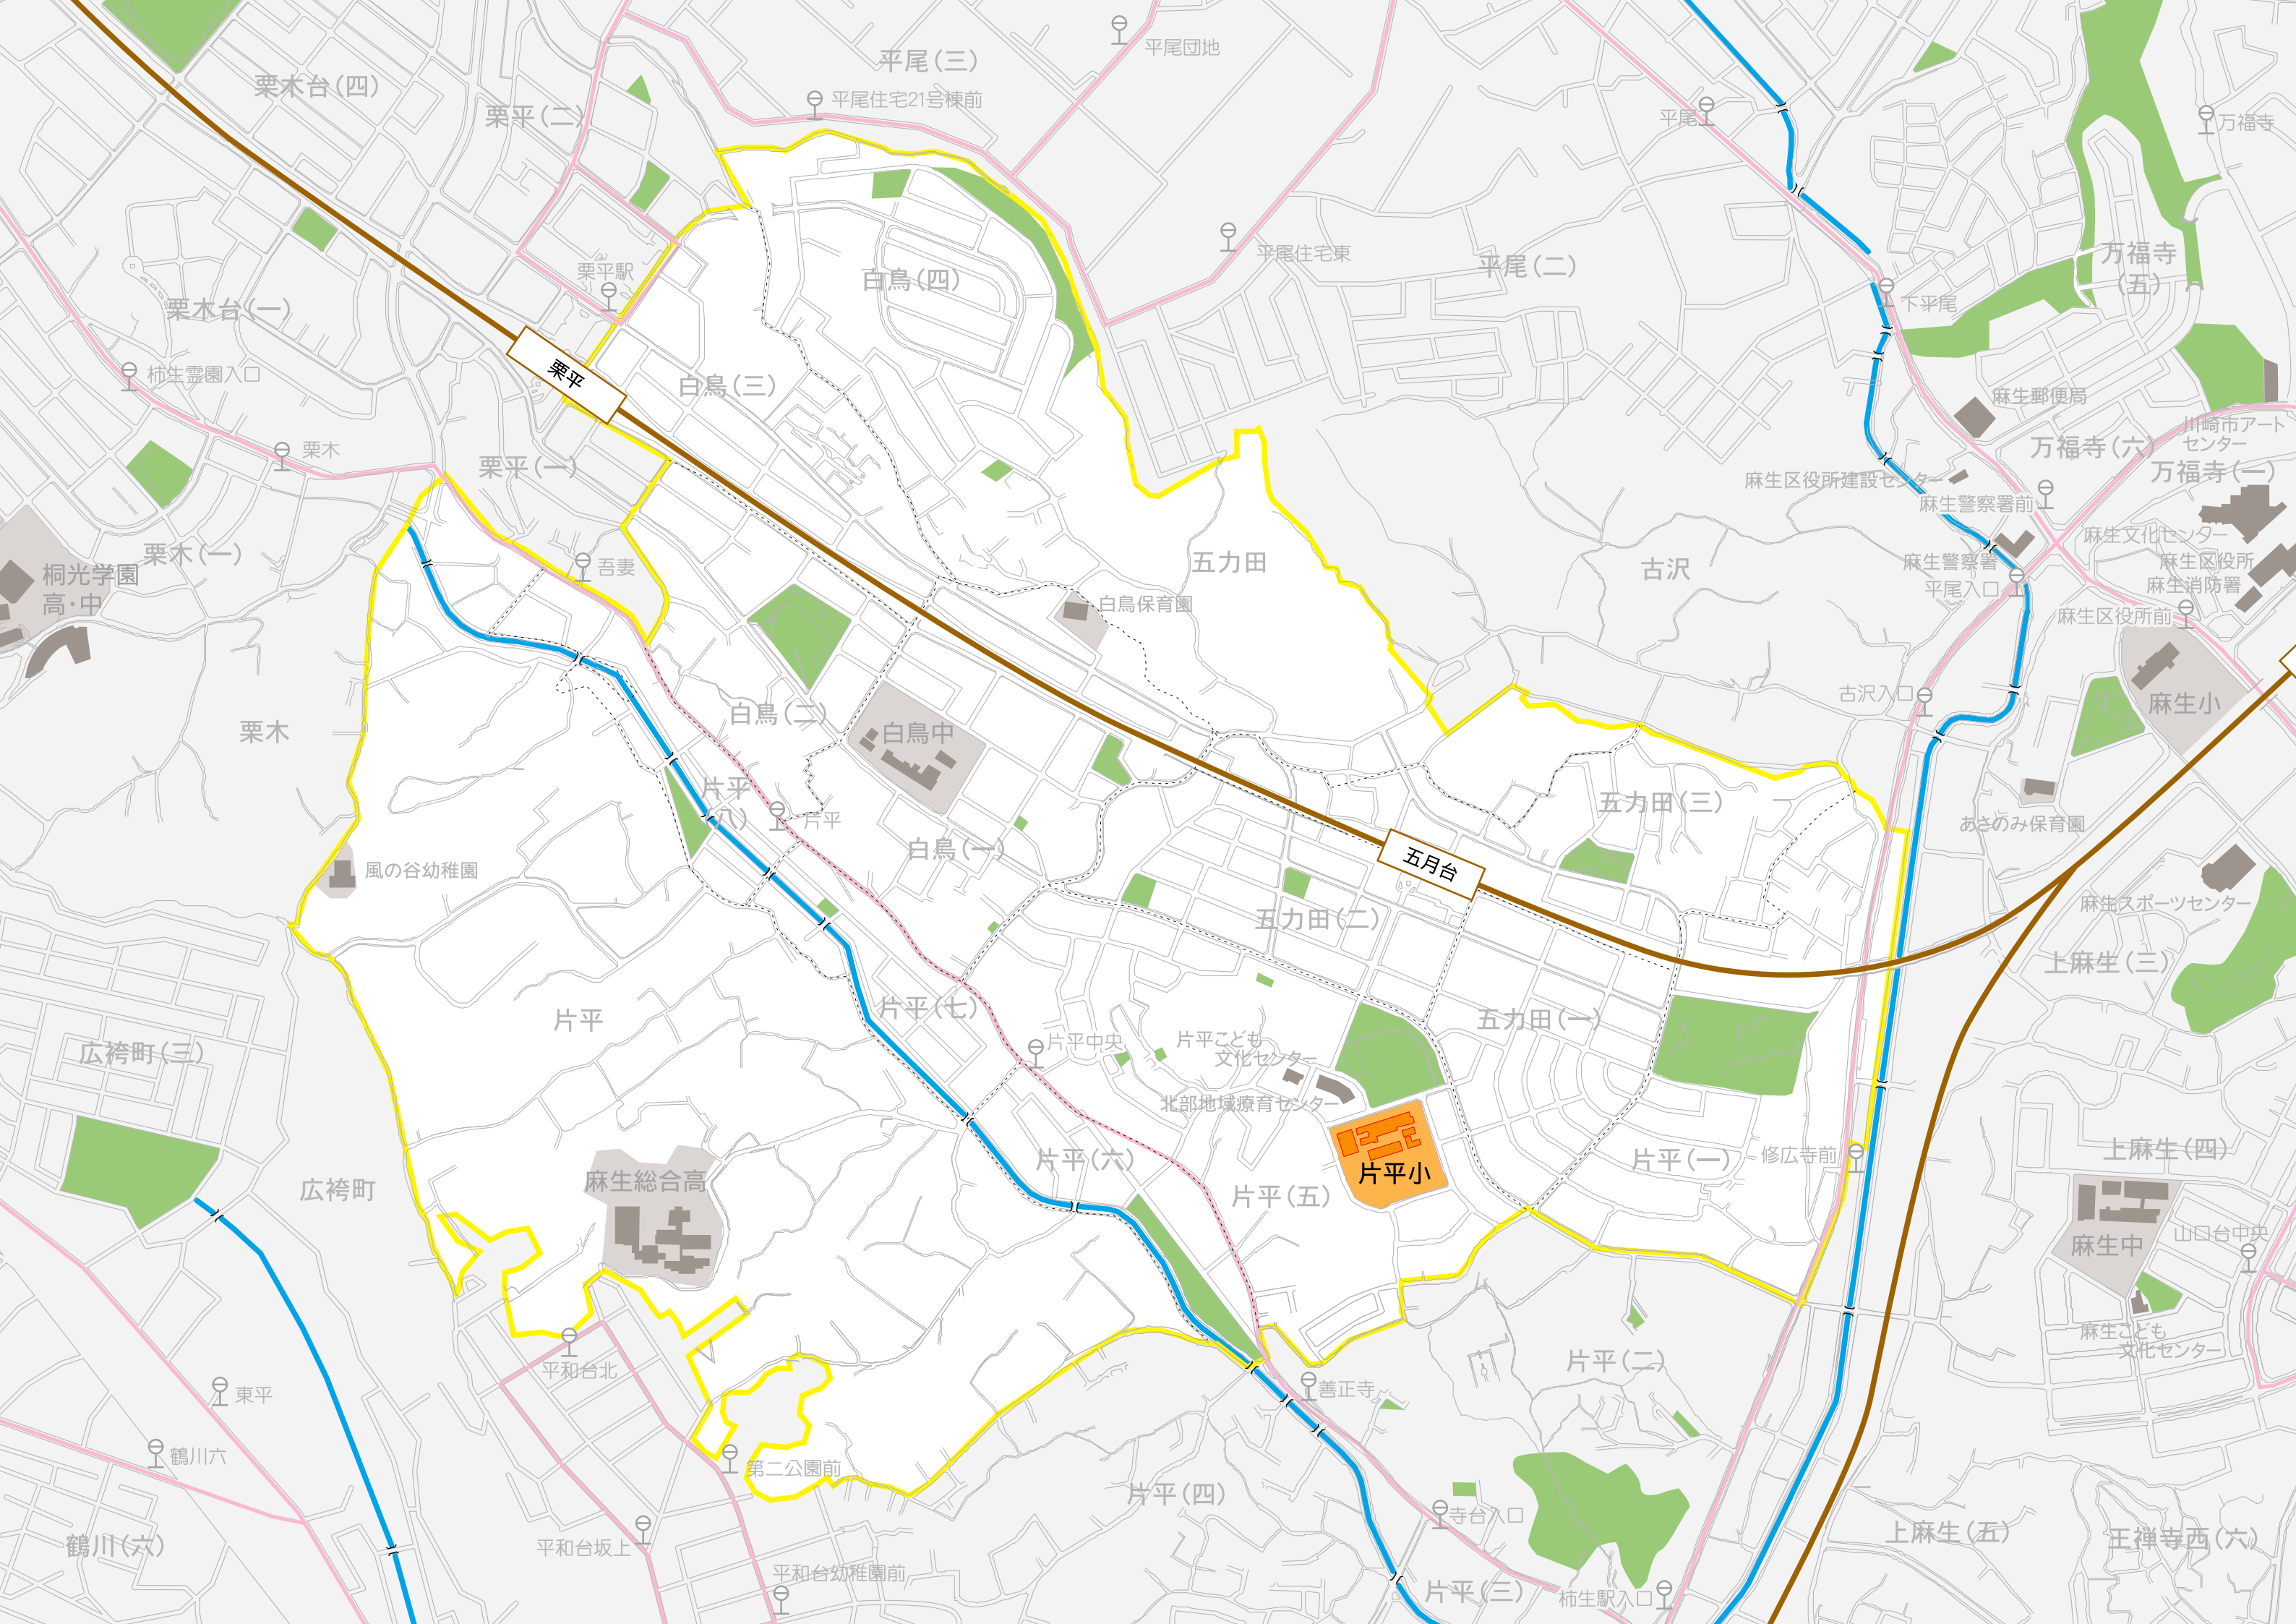 平尾(三)
平尾団地
栗木台(四)
栗平(二)
平尾住宅21号棟前
平尾
万福寺
平尾住宅東
平尾(二)
万福寺
(五)
栗平駅
白鳥(四)
下平尾
栗木台(一)
柿生霊園入口
栗平
白鳥(三)
麻生郵便局
川崎市アート
センター
万福寺(六)
万福寺(一)
栗木
栗平(一)
麻生区役所建設センター
麻生警察署前
麻生文化センター
栗木(一)
桐光学園
高・中
吾妻
五力田
古沢
麻生警察署
麻生区役所
麻生消防署
平尾入口
白鳥保育園
麻生区役所前
古沢入口
麻生小
栗木
白鳥(二)
白鳥中
片平
(八)
片平
五力田(三)
あさのみ保育園
白鳥(一)
五月台
風の谷幼稚園
五力田(二)
麻生スポーツセンター
上麻生(三)
片平
片平(七)
五力田(一)
広袴町(三)
片平中央
片平こども
文化センター
北部地域療育センター
片平(六)
片平小
片平(一)
修広寺前
上麻生(四)
麻生総合高
広袴町
片平(五)
麻生中
山口台中央
麻生こども
文化センター
平和台北
片平(二)
東平
善正寺
鶴川六
第二公園前
片平(四)
寺台入口
鶴川(六)
平和台坂上
平和台幼稚園前
上麻生(五)
王禅寺西(六)
片平(三)
柿生駅入口